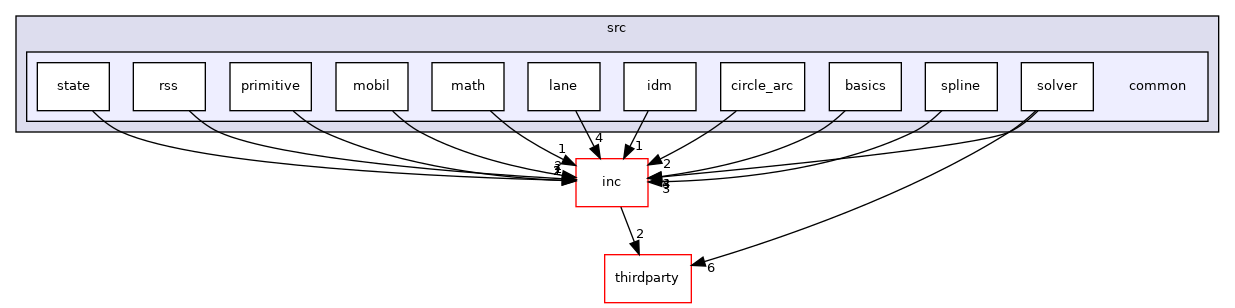 src
state
rss
primitive
mobil
math
lane
idm
circle_arc
basics
spline
solver
common
4
1
1
2
3
inc
2
thirdparty
6